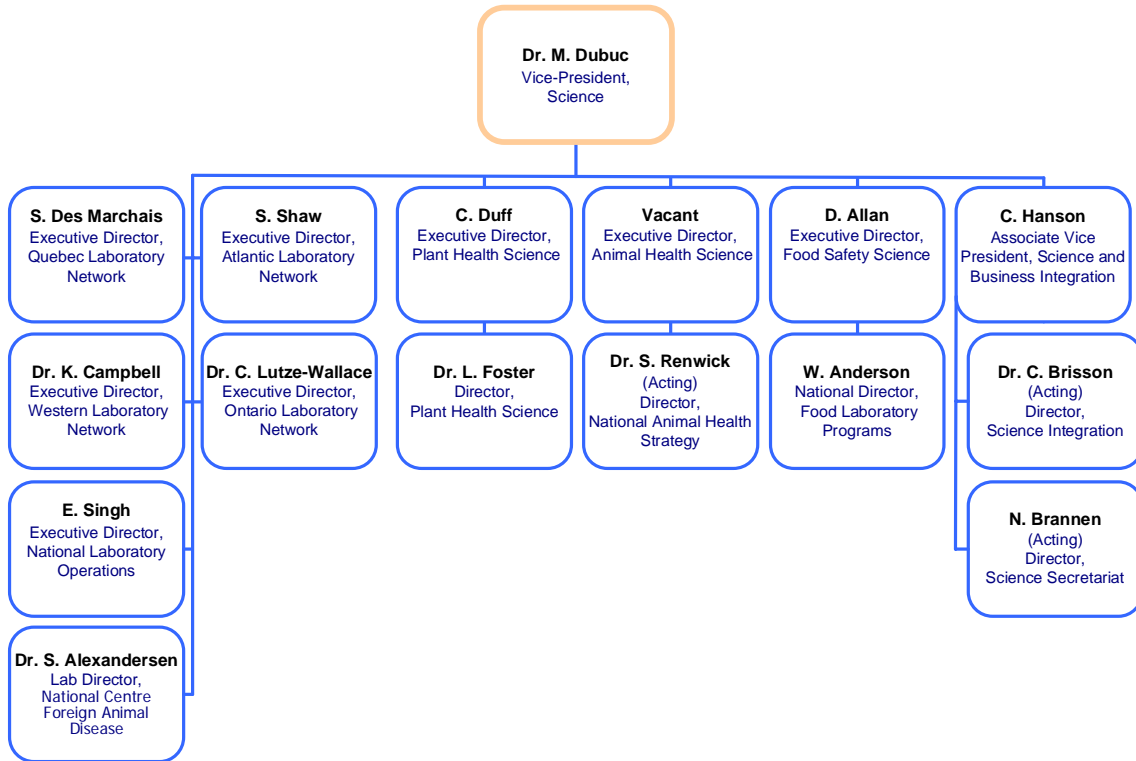 Dr. M. Dubuc
Vice-President,
Science
S. Des Marchais
Executive Director,
Quebec Laboratory
Network
S. Shaw
Executive Director,
Atlantic Laboratory
Network
C. Duff
Executive Director,
Plant Health Science
Vacant
Executive Director,
Animal Health Science
D. Allan
Executive Director,
Food Safety Science
C. Hanson
Associate Vice
President, Science and
Business Integration
Dr. K. Campbell
Executive Director,
Western Laboratory
Network
Dr. C. Lutze-Wallace
Executive Director,
Ontario Laboratory
Network
Dr. L. Foster
Director,
Plant Health Science
Dr. S. Renwick
(Acting)
Director,
National Animal Health
Strategy
W. Anderson
National Director,
Food Laboratory
Programs
Dr. C. Brisson
(Acting)
Director,
Science Integration
E. Singh
Executive Director,
National Laboratory
Operations
N. Brannen
(Acting)
Director,
Science Secretariat
Dr. S. Alexandersen
Lab Director,
National Centre
Foreign Animal
Disease